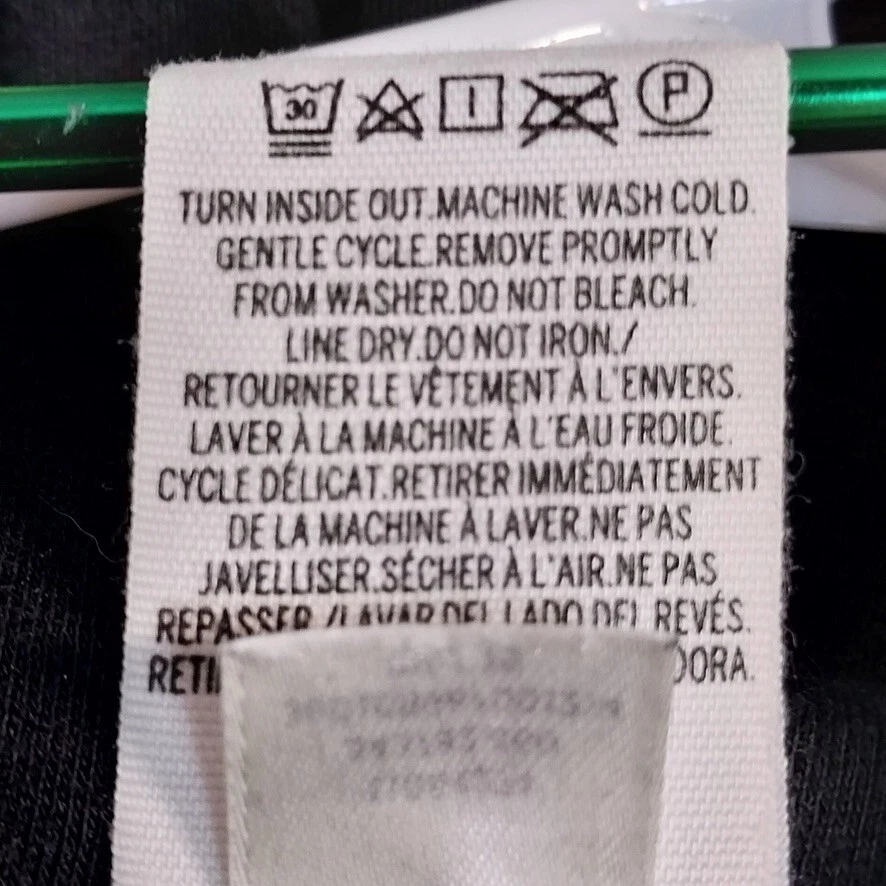 30 P
TURN INSIDE OUT.MACHINE WASH COLD.
GENTLE CYCLE.REMOVE PROMPTLY
FROM WASHER.DO NOT BLEACH.
LINE DRY.DO NOT IRON./
RETOURNER LE VÊTEMENT À L'ENVERS.
LAVER À LA MACHINE À L'EAU FROIDE.
CYCLE DÉLICAT.RETIRER IMMÉDIATEMENT
DE LA MACHINE À LAVER.NE PAS
JAVELLISER.SÉCHER À L'AIR.NE PAS
REPASSER /LAVAR DEL LADO DEL REVÉS.